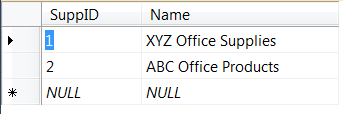 SuppID Name
1 XYZ Office Supplies
2 ABC Office Products
NULL NULL